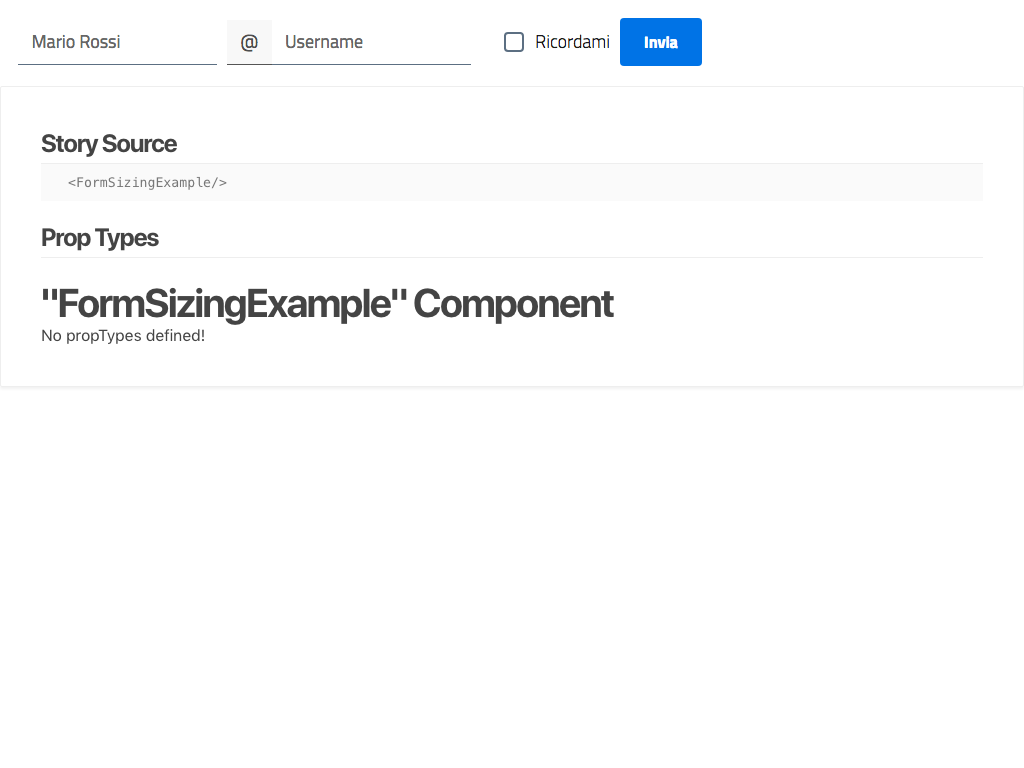 Mario Rossi @ Username Ricordami Invia
Story Source
<FormSizingExample/>
Prop Types
"FormSizingExample" Component
No propTypes defined!